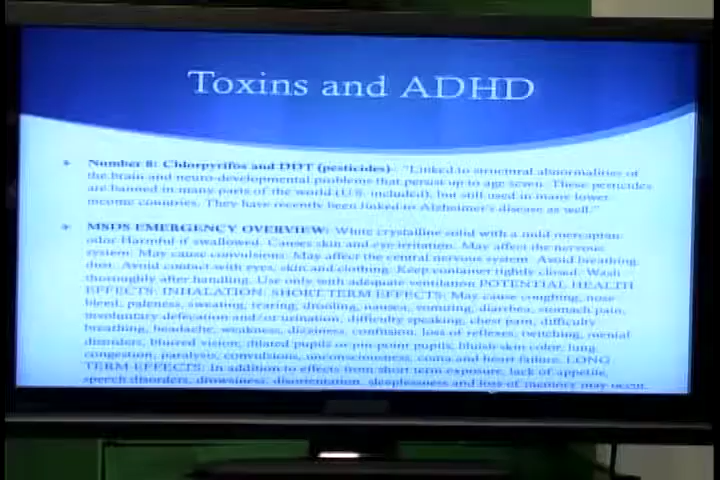 Toxins and ADHD
Number 8: Chlorpyrifos and DDT (pesticides) - "Linked to structural abnormalities of
the brain and neuro-developmental problems that persist up to age seven. These pesticides
are banned in many parts of the world (U.S. included), but still used in many lower
income countries. They have recently been linked to Alzheimer's disease as well."
MSDS EMERGENCY OVERVIEW: White crystalline solid with a mild mercaptan
odor Harmful if swallowed. Causes skin and eye irritation. May affect the nervous
system. May cause convulsions. May affect the central nervous system. Avoid breathing
dust. Avoid contact with eyes, skin and clothing. Keep container tightly closed. Wash
thoroughly after handling. Use only with adequate ventilation POTENTIAL HEALTH
EFFECTS: INHALATION: SHORT TERM EFFECTS: May cause coughing, nose
bleed, paleness, sweating, tearing, drooling, nausea, vomiting, diarrhea, stomach pain,
involuntary defecation and/or urination, difficulty speaking, chest pain, difficulty
breathing, headache, weakness, dizziness, confusion, loss of reflexes, twitching, mental
disorders, blurred vision, dilated pupils or pin-point pupils, bluish skin color, lung
congestion, paralysis, convulsions, unconsciousness, coma and heart failure. LONG
TERM EFFECTS: In addition to effects from short term exposure, lack of appetite,
speech disorders, drowsiness, disorientation, sleeplessness and loss of memory may occur.